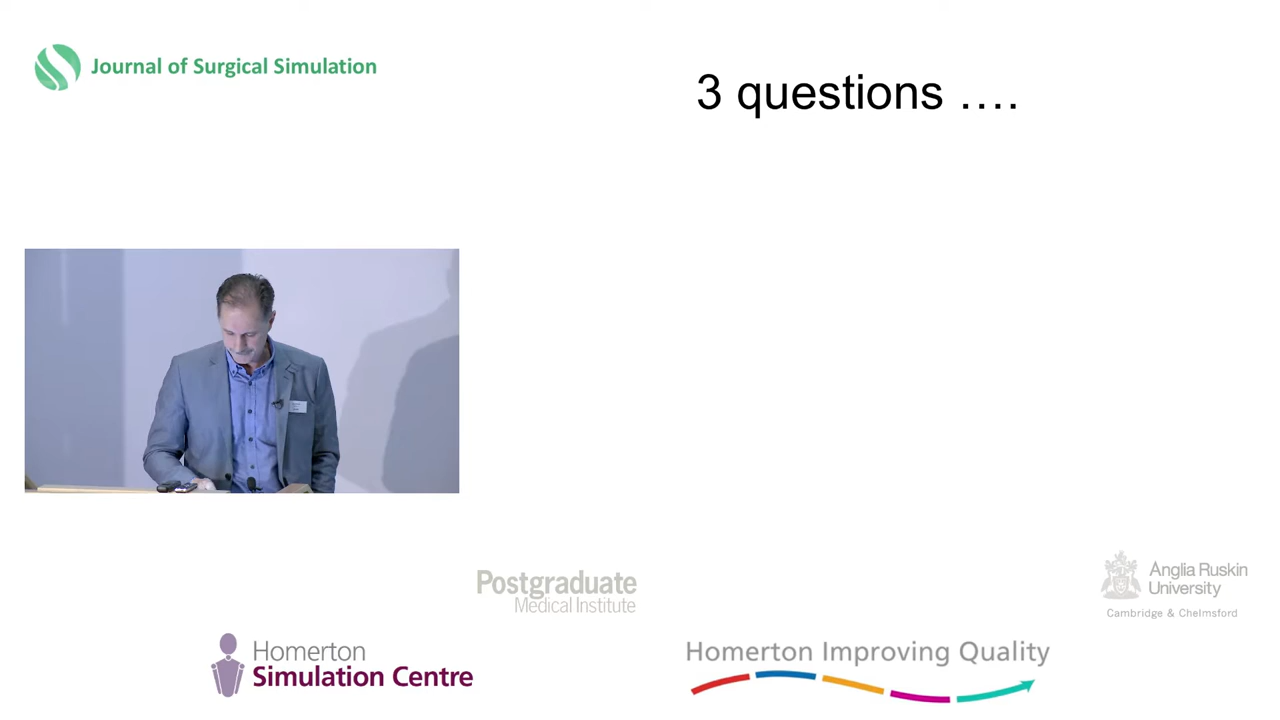 Journal of Surgical Simulation
3 questions ....
Postgraduate
Medical Institute
Anglia Ruskin
University
Cambridge & Chelmsford
Homerton
Simulation Centre
Homerton Improving Quality